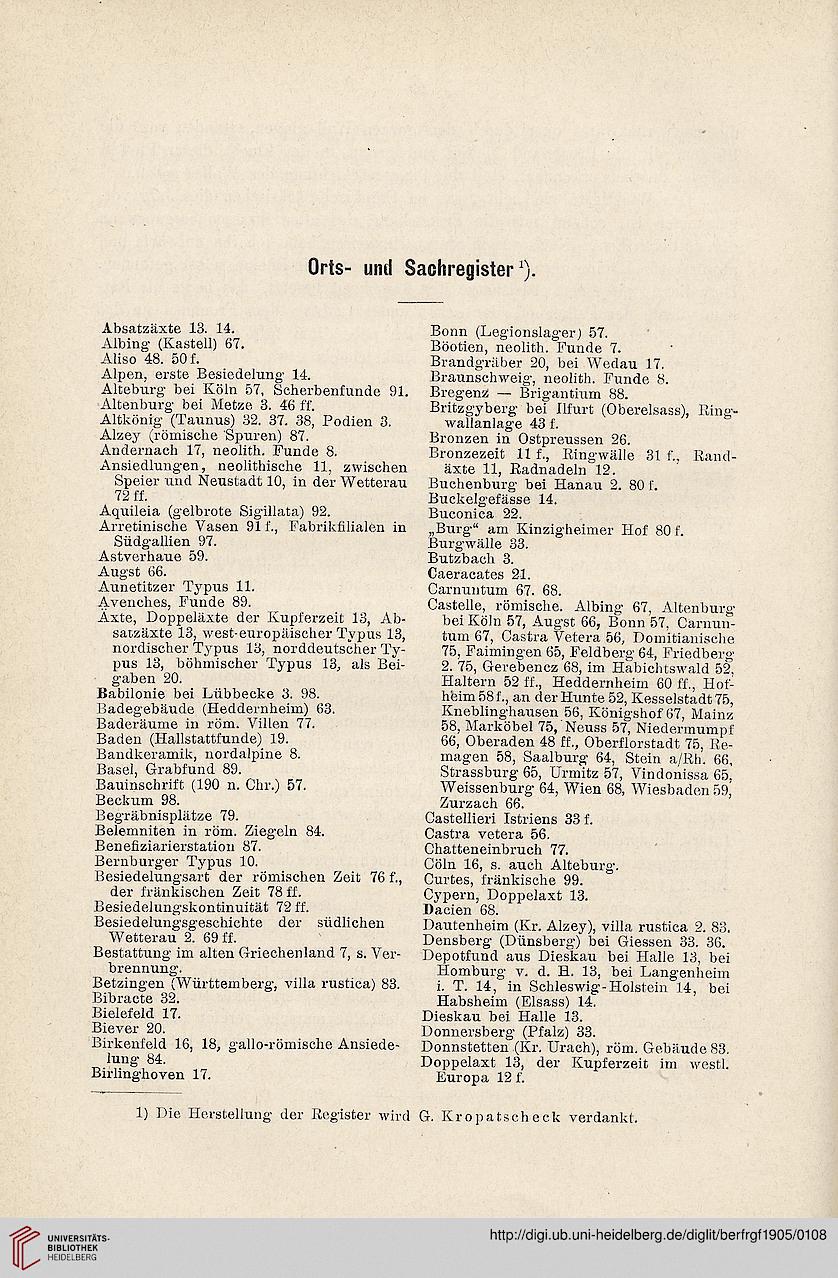 Orts- und Sachregister ¹).
Absatzäxte 13. 14.
Albing (Kastell) 67.
Aliso 48. 50 f.
Alpen, erste Besiedelung 14.
Alteburg bei Köln 57, Scherbenfunde 91.
Altenburg bei Metze 3. 46 ff.
Altkönig (Taunus) 32. 37. 38, Podien 3.
Alzey (römische Spuren) 87.
Andernach 17, neolith. Funde 8.
Ansiedlungen, neolithische 11, zwischen
Speier und Neustadt 10, in der Wetterau
72 ff.
Aquileia (gelbrote Sigillata) 92.
Arretinische Vasen 91 f., Fabrikfilialen in
Südgallien 97.
Astverhaue 59.
Augst 66.
Aunetitzer Typus 11.
Avenches, Funde 89.
Äxte, Doppeläxte der Kupferzeit 13, Ab-
satzäxte 13, west-europäischer Typus 13,
nordischer Typus 13, norddeutscher Ty-
pus 13, böhmischer Typus 13, als Bei-
gaben 20.
Babilonie bei Lübbecke 3. 98.
Badegebäude (Heddernheim) 63.
Baderäume in röm. Villen 77.
Baden (Hallstattfunde) 19.
Bandkeramik, nordalpine 8.
Basel, Grabfund 89.
Bauinschrift (190 n. Chr.) 57.
Beckum 98.
Begräbnisplätze 79.
Belemniten in röm. Ziegeln 84.
Benefiziarierstation 87.
Bernburger Typus 10.
Besiedelungsart der römischen Zeit 76 f.,
der fränkischen Zeit 78 ff.
Besiedelungskontinuität 72 ff.
Besiedelungsgeschichte der südlichen
Wetterau 2. 69 ff.
Bestattung im alten Griechenland 7, s. Ver-
brennung.
Betzingen (Württemberg, villa rustica) 83.
Bibracte 32.
Bielefeld 17.
Biever 20.
Birkenfeld 16, 18, gallo-römische Ansiede-
lung 84.
Birlinghoven 17.
Bonn (Legionslager) 57.
Böotien, neolith. Funde 7.
Brandgräber 20, bei Wedau 17.
Braunschweig, neolith. Funde 8.
Bregenz — Brigantium 88.
Britzgyberg bei Ilfurt (Oberelsass), Ring-
wallanlage 43 f.
Bronzen in Ostpreussen 26.
Bronzezeit 11 f., Ringwälle 31 f., Rand-
äxte 11, Radnadeln 12.
Buchenburg bei Hanau 2. 80 f.
Buckelgefässe 14.
Buconica 22.
„Burg“ am Kinzigheimer Hof 80 f.
Burgwälle 33.
Butzbach 3.
Caeracates 21.
Carnuntum 67. 68.
Castelle, römische. Albing 67, Altenburg
bei Köln 57, Augst 66, Bonn 57, Carnun-
tum 67, Castra Vetera 56, Domitianische
75, Faimingen 65, Feldberg 64, Friedberg
2. 75, Gerebencz 68, im Habichtswald 52,
Haltern 52 ff., Heddernheim 60 ff., Hof-
heim 58 f., an der Hunte 52, Kesselstadt 75,
Kneblinghausen 56, Königshof 67, Mainz
58, Marköbel 75, Neuss 57, Niedermumpf
66, Oberaden 48 ff., Oberflorstadt 75, Re-
magen 58, Saalburg 64, Stein a/Rh. 66,
Strassburg 65, Urmitz 57, Vindonissa 65,
Weissenburg 64, Wien 68, Wiesbaden 59,
Zurzach 66.
Castellieri Istriens 33 f.
Castra vetera 56.
Chatteneinbruch 77.
Cöln 16, s. auch Alteburg.
Curtes, fränkische 99.
Cypern, Doppelaxt 13.
Dacien 68.
Dautenheim (Kr. Alzey), villa rustica 2. 83.
Densberg (Dünsberg) bei Giessen 33. 36.
Depotfund aus Dieskau bei Halle 13, bei
Homburg v. d. H. 13, bei Langenheim
i. T. 14, in Schleswig-Holstein 14, bei
Habsheim (Elsass) 14.
Dieskau bei Halle 13.
Donnersberg (Pfalz) 33.
Donnstetten (Kr. Urach), röm. Gebäude 83.
Doppelaxt 13, der Kupferzeit im westl.
Europa 12 f.
1) Die Herstellung der Register wird G. Kropatscheck verdankt.
UNIVERSITÄTS-
BIBLIOTHEK
HEIDELBERG
http://digi.ub.uni-heidelberg.de/diglit/berfrgf1905/0108